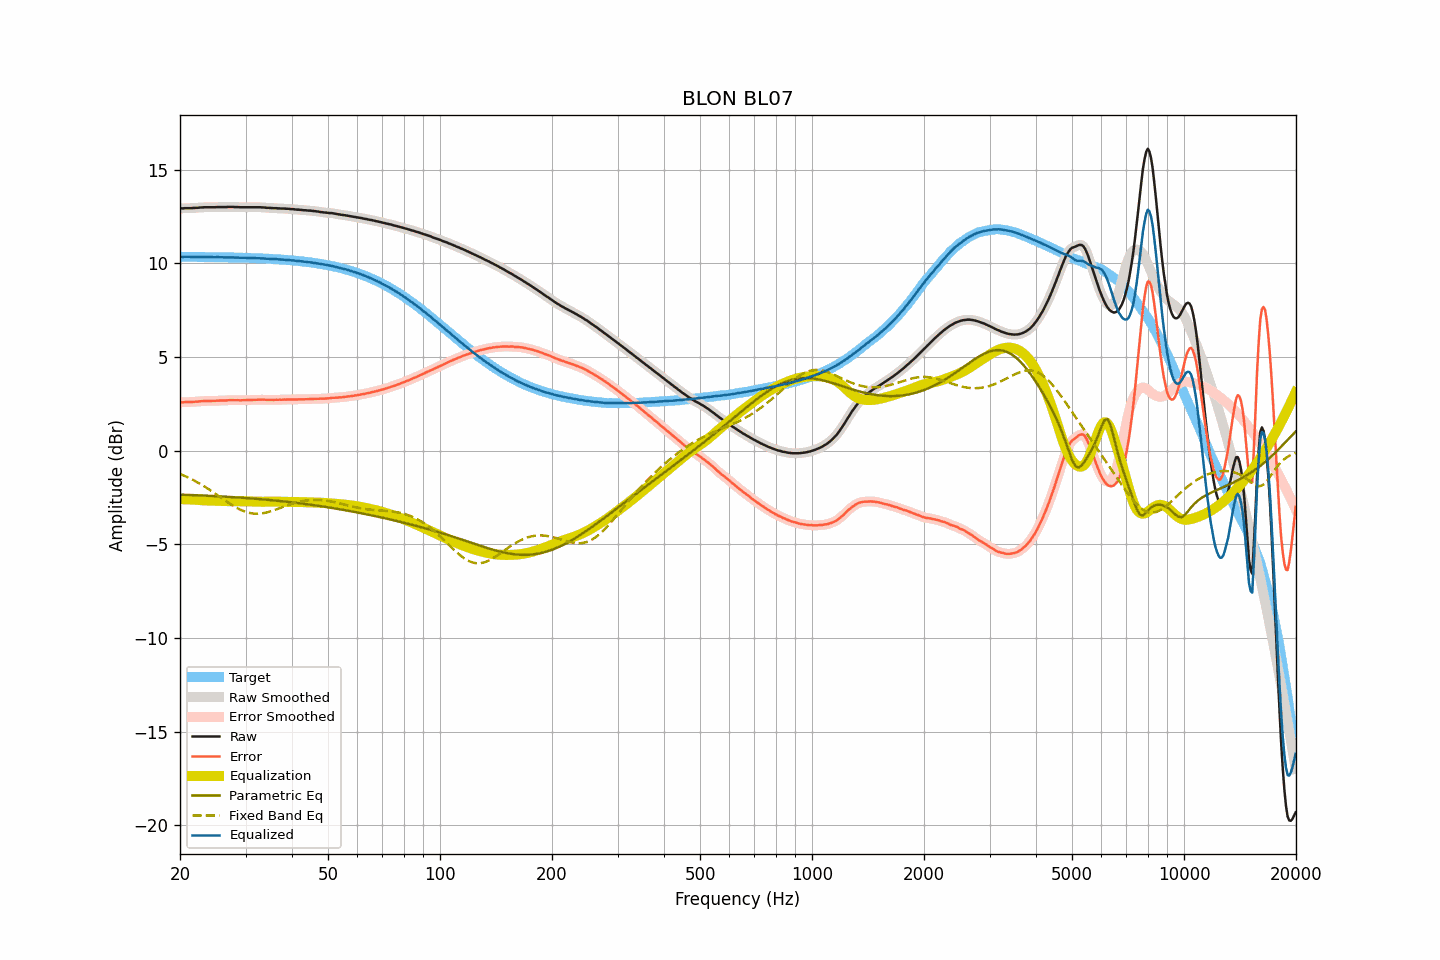 BLON BL07
Amplitude (dBr)
15
10
5
0
−5
−10
−15
−20
Target
Raw Smoothed
Error Smoothed
Raw
Error
Equalization
Parametric Eq
Fixed Band Eq
Equalized
20 50 100 200 500 1000 2000 5000 10000 20000
Frequency (Hz)